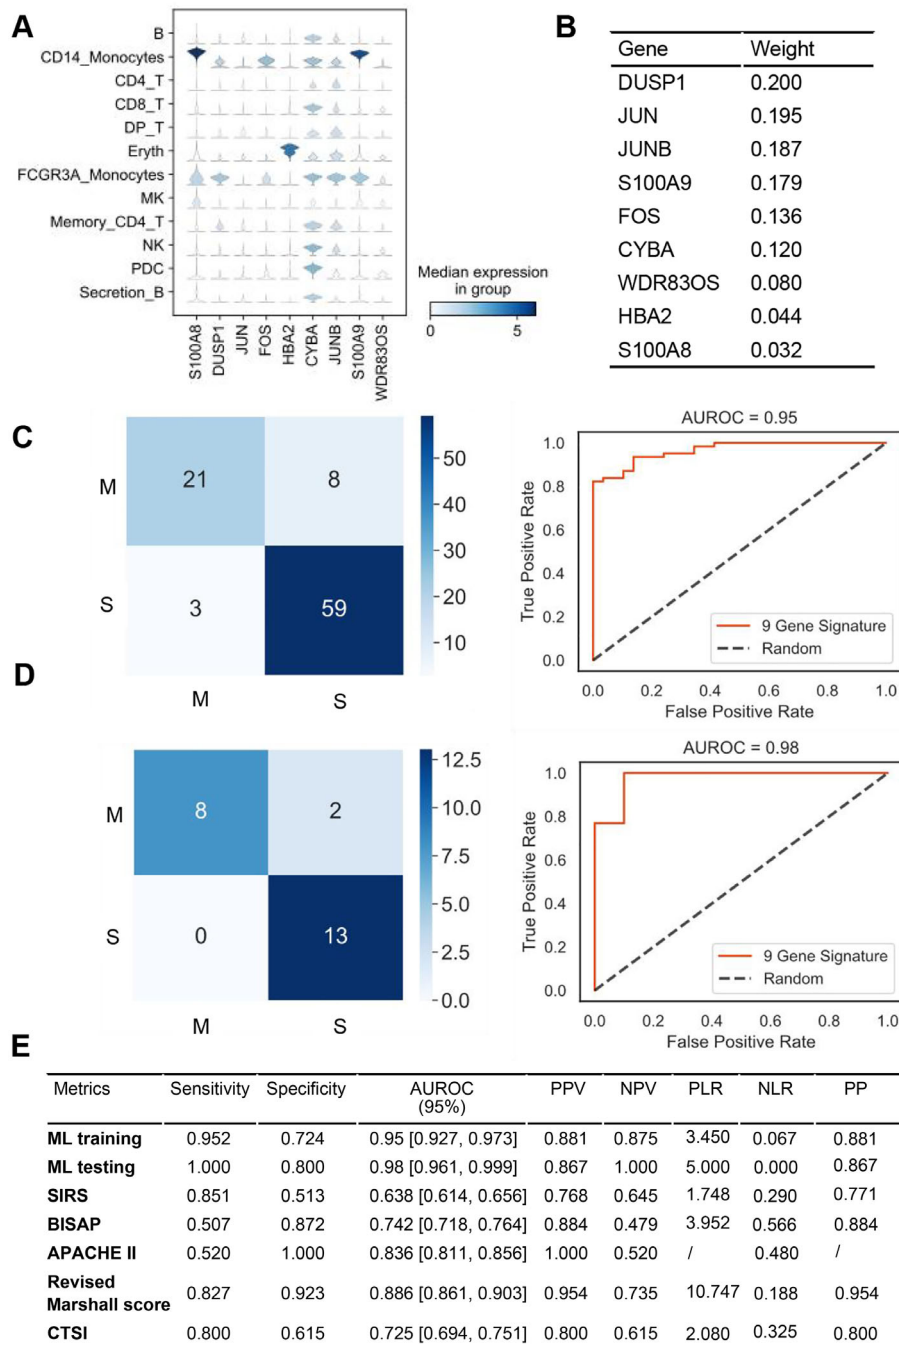 A
B
CD14_Monocytes
CD4_T
CD8_T
DP_T
Eryth
FCGR3A_Monocytes
MK
Memory_CD4_T
NK
PDC
Secretion_B
S100A8
DUSP1
JUN
FOS
HBA2
CYBA
JUNB
S100A9
WDR83OS
Median expression
in group
0 5
B
Gene Weight
DUSP1 0.200
JUN 0.195
JUNB 0.187
S100A9 0.179
FOS 0.136
CYBA 0.120
WDR83OS 0.080
HBA2 0.044
S100A8 0.032
C
M 21 8
S 3 59
M S
50
40
30
20
10
AUROC = 0.95
True Positive Rate
1.0
0.8
0.6
0.4
0.2
0.0
9 Gene Signature
Random
0.0 0.2 0.4 0.6 0.8 1.0
False Positive Rate
D
M 8 2
S 0 13
M S
12.5
10.0
7.5
5.0
2.5
0.0
AUROC = 0.98
True Positive Rate
1.0
0.8
0.6
0.4
0.2
0.0
9 Gene Signature
Random
0.0 0.2 0.4 0.6 0.8 1.0
False Positive Rate
E
Metrics Sensitivity Specificity AUROC PPV NPV PLR NLR PP
(95%)
ML training 0.952 0.724 0.95 [0.927, 0.973] 0.881 0.875 3.450 0.067 0.881
ML testing 1.000 0.800 0.98 [0.961, 0.999] 0.867 1.000 5.000 0.000 0.867
SIRS 0.851 0.513 0.638 [0.614, 0.656] 0.768 0.645 1.748 0.290 0.771
BISAP 0.507 0.872 0.742 [0.718, 0.764] 0.884 0.479 3.952 0.566 0.884
APACHE II 0.520 1.000 0.836 [0.811, 0.856] 1.000 0.520 / 0.480 /
Revised
Marshall score 0.827 0.923 0.886 [0.861, 0.903] 0.954 0.735 10.747 0.188 0.954
CTSI 0.800 0.615 0.725 [0.694, 0.751] 0.800 0.615 2.080 0.325 0.800